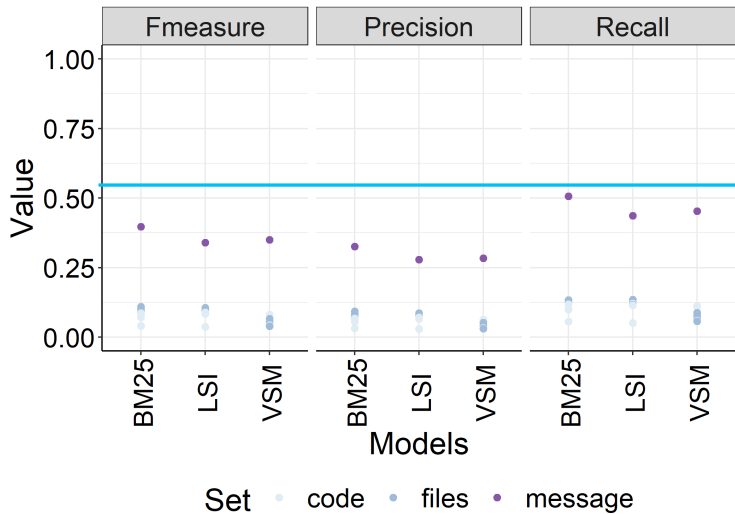 Fmeasure Precision Recall
1.00
0.75
0.50
0.25
0.00
Value
BM25 LSI VSM BM25 LSI VSM BM25 LSI VSM
Models
Set code files message